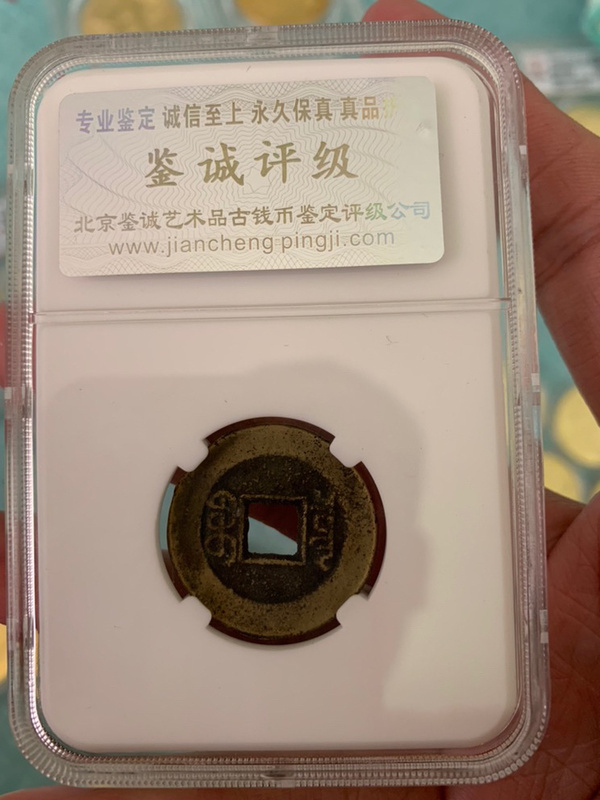 专业鉴定 诚信至上 永久保真 真品
鉴诚评级
北京鉴诚艺术品古钱币鉴定评级公司
www.jiancheng-pingji.com